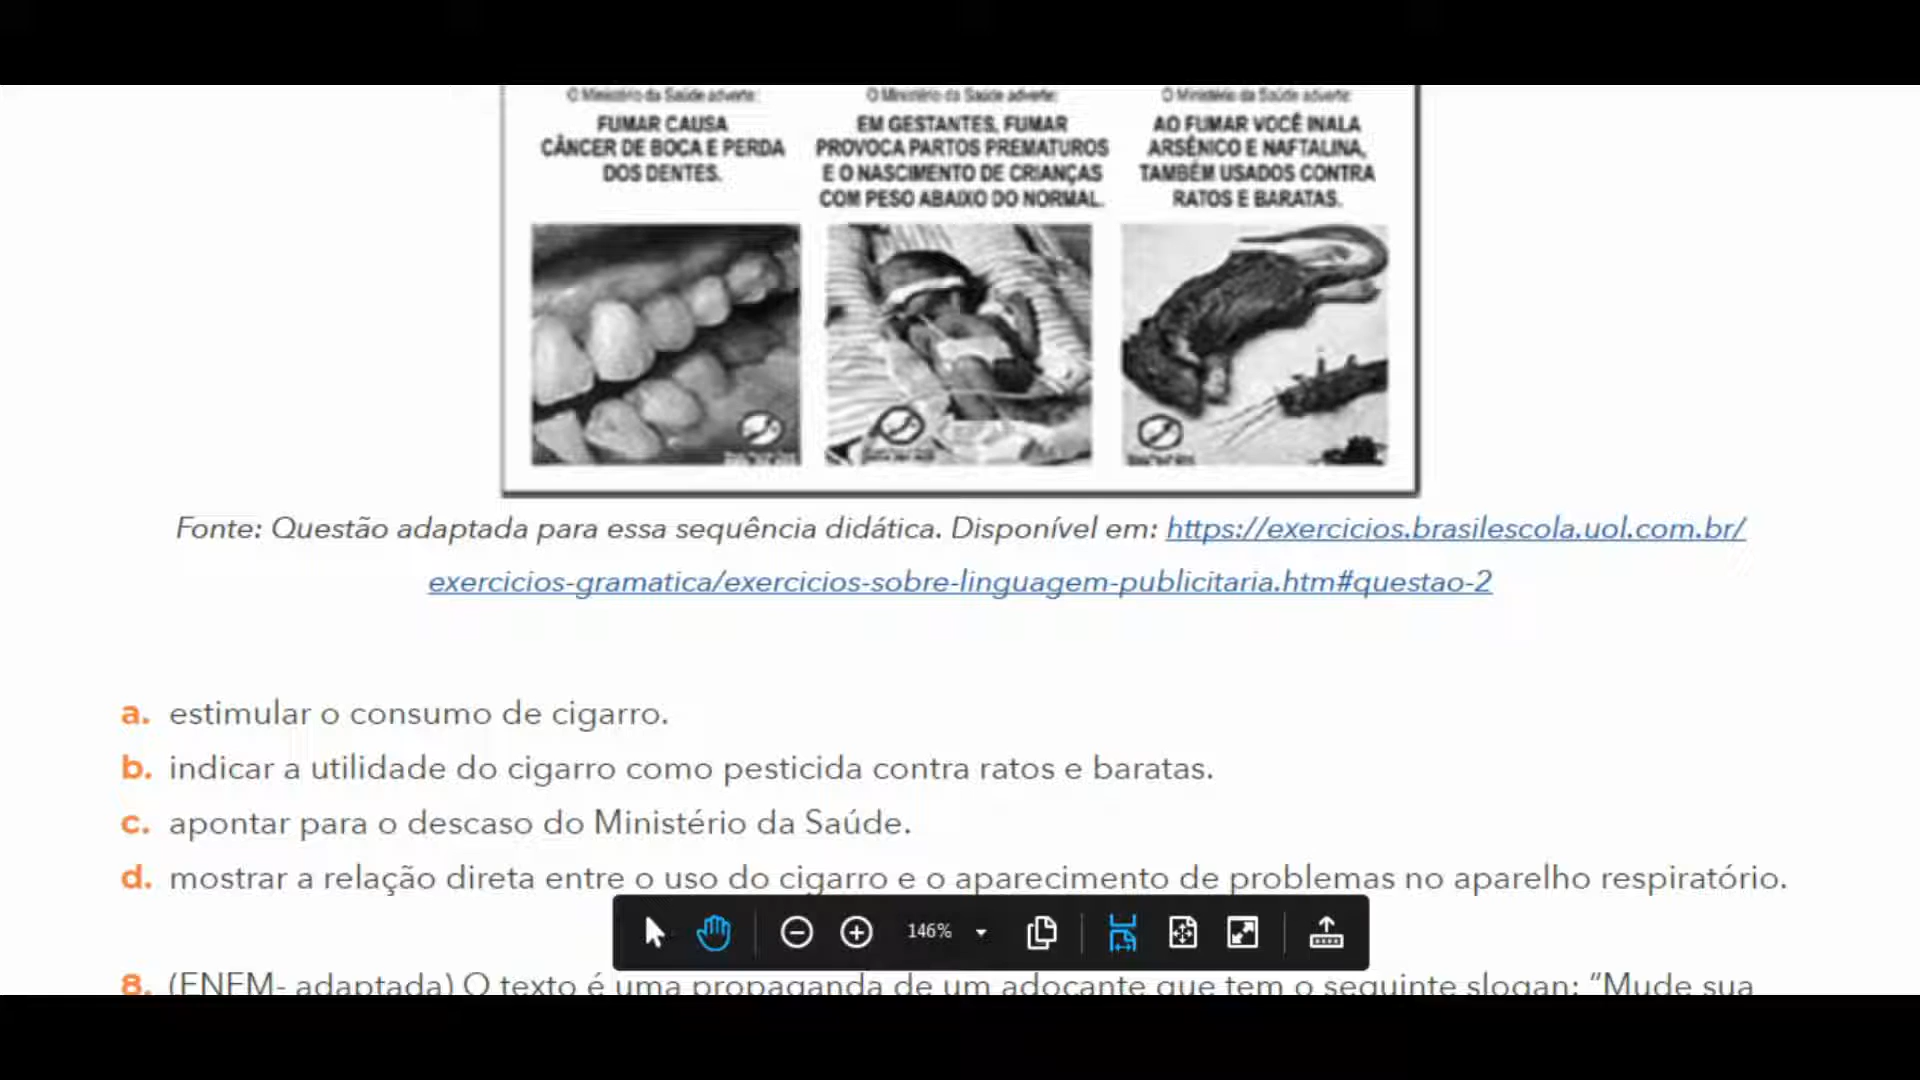 O Ministério da Saúde adverte: O Ministério da Saúde adverte: O Ministério da Saúde adverte:
FUMAR CAUSA
CÂNCER DE BOCA E PERDA
DOS DENTES.
EM GESTANTES, FUMAR
PROVOCA PARTOS PREMATUROS
E O NASCIMENTO DE CRIANÇAS
COM PESO ABAIXO DO NORMAL.
AO FUMAR VOCÊ INALA
ARSÊNICO E NAFTALINA,
TAMBÉM USADOS CONTRA
RATOS E BARATAS.
Fonte: Questão adaptada para essa sequência didática. Disponível em: https://exercicios.brasilescola.uol.com.br/
exercicios-gramatica/exercicios-sobre-linguagem-publicitaria.htm#questao-2
a. estimular o consumo de cigarro.
b. indicar a utilidade do cigarro como pesticida contra ratos e baratas.
c. apontar para o descaso do Ministério da Saúde.
d. mostrar a relação direta entre o uso do cigarro e o aparecimento de problemas no aparelho respiratório.
146%
8. (ENEM- adaptada) O texto é uma propaganda de um adoçante que tem o seguinte slogan: “Mude sua